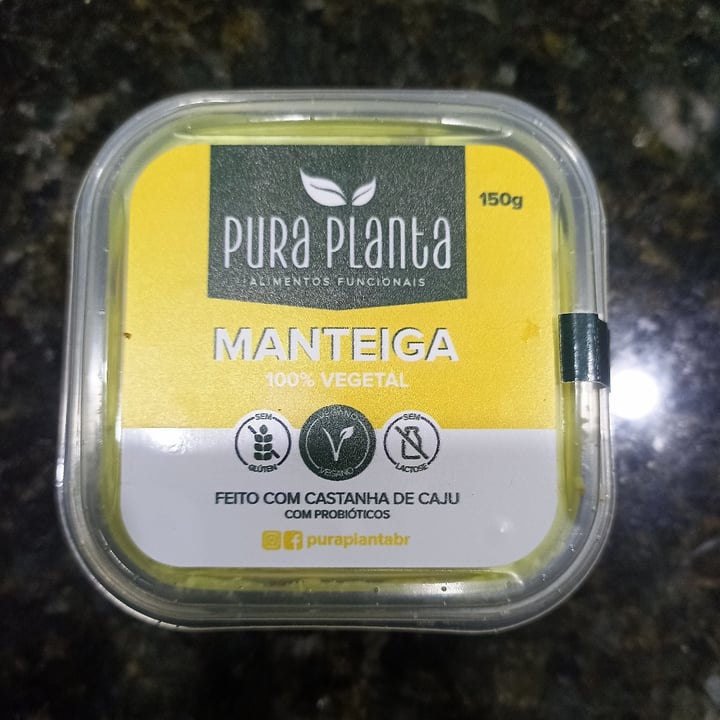 150g
PURA PLANTA
ALIMENTOS FUNCIONAIS
MANTEIGA
100% VEGETAL
SEM GLÚTEN
VEGANO VEGANO
SEM LACTOSE
FEITO COM CASTANHA DE CAJU
COM PROBIÓTICOS
puraplantabr